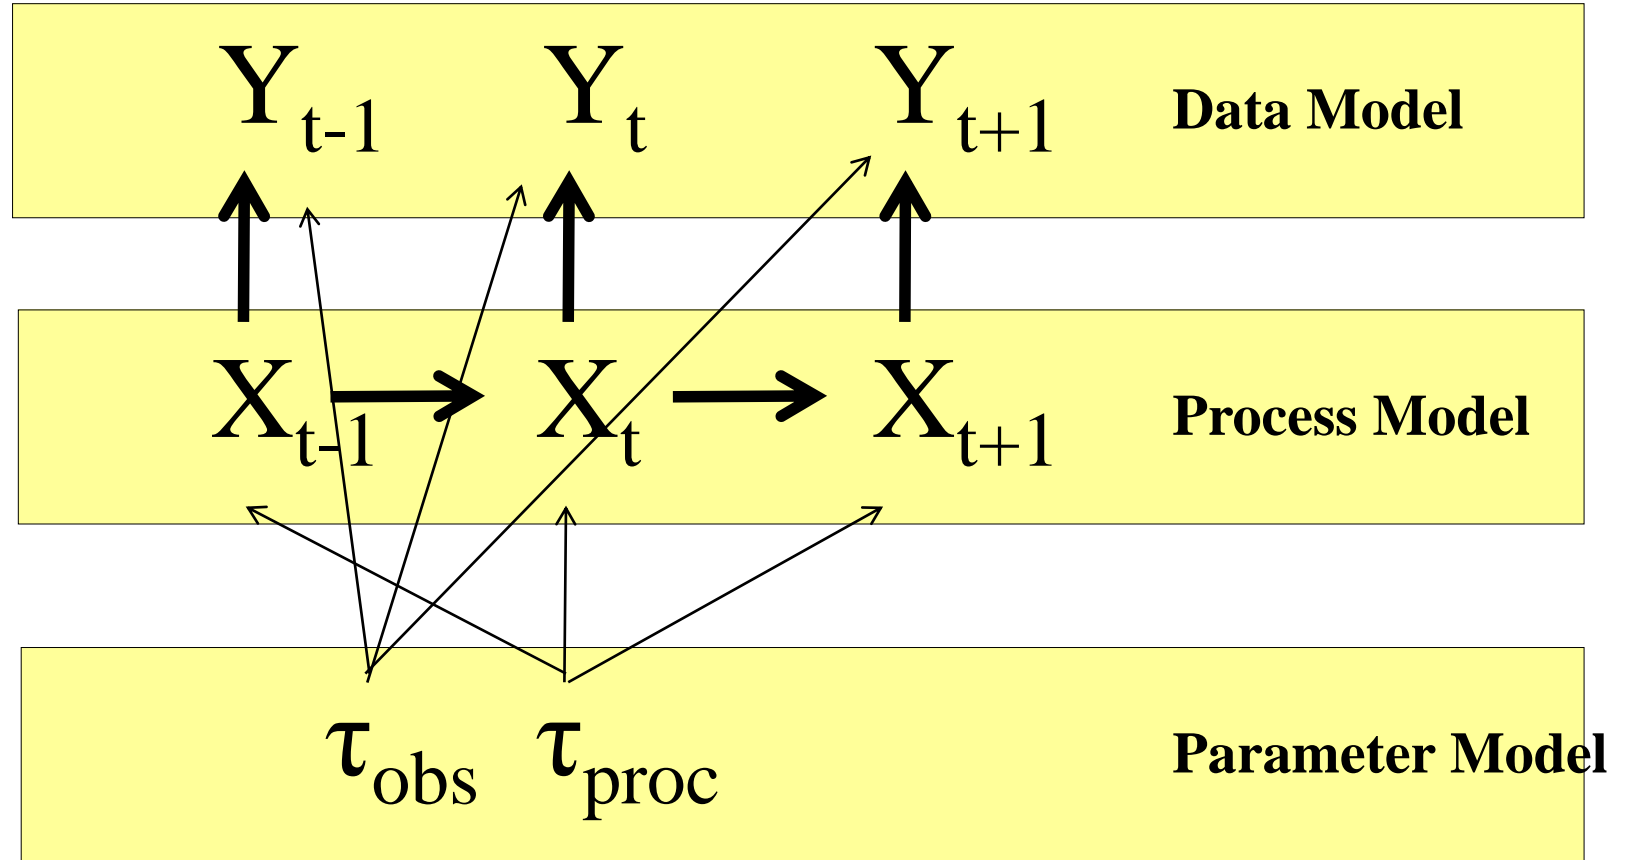 Y t-1 Y t Y t+1 Data Model
X t-1 X t X t+1 Process Model
τ obs τ proc Parameter Model